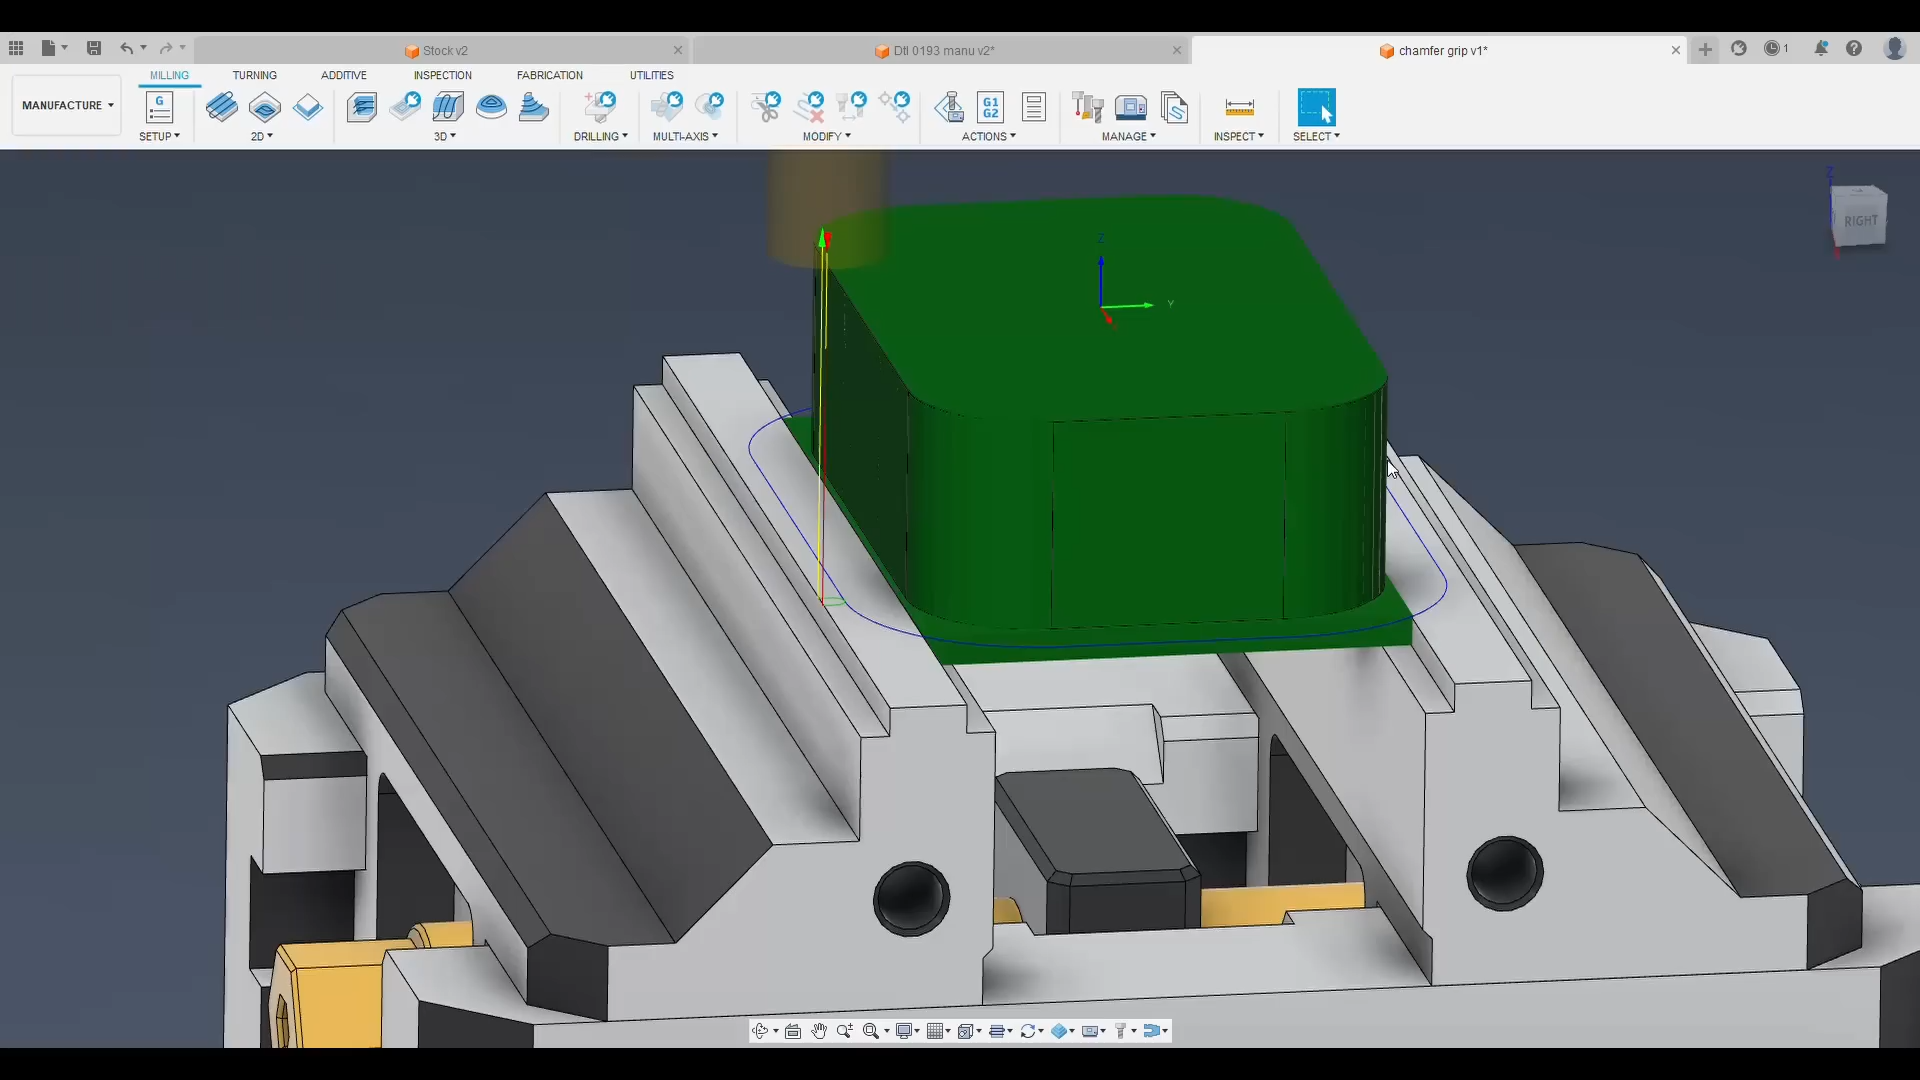 Stock v2
Dtl 0193 manu v2*
chamfer grip v1*
1
MILLING
TURNING
ADDITIVE
INSPECTION
FABRICATION
UTILITIES
MANUFACTURE
G
G1
G2
SETUP
2D
3D
DRILLING
MULTI-AXIS
MODIFY
ACTIONS
MANAGE
INSPECT
SELECT
Z
RIGHT
Z
Y